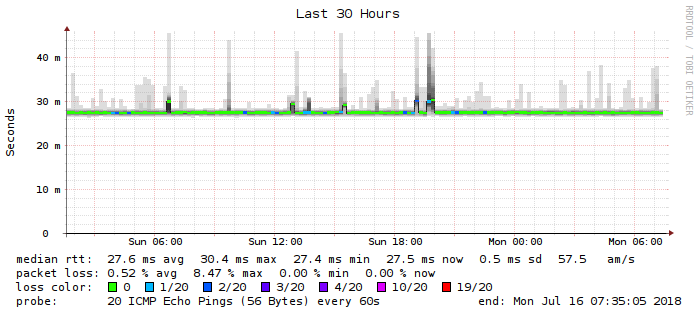 Last 30 Hours
RRDTOOL / TOBI OETIKER
Seconds
40 m
30 m
20 m
10 m
0
Sun 06:00 Sun 12:00 Sun 18:00 Mon 00:00 Mon 06:00
median rtt: 27.6 ms avg 30.4 ms max 27.4 ms min 27.5 ms now 0.5 ms sd 57.5 am/s
packet loss: 0.52 % avg 8.47 % max 0.00 % min 0.00 % now
loss color: 0 1/20 2/20 3/20 4/20 10/20 19/20
probe: 20 ICMP Echo Pings (56 Bytes) every 60s end: Mon Jul 16 07:35:05 2018